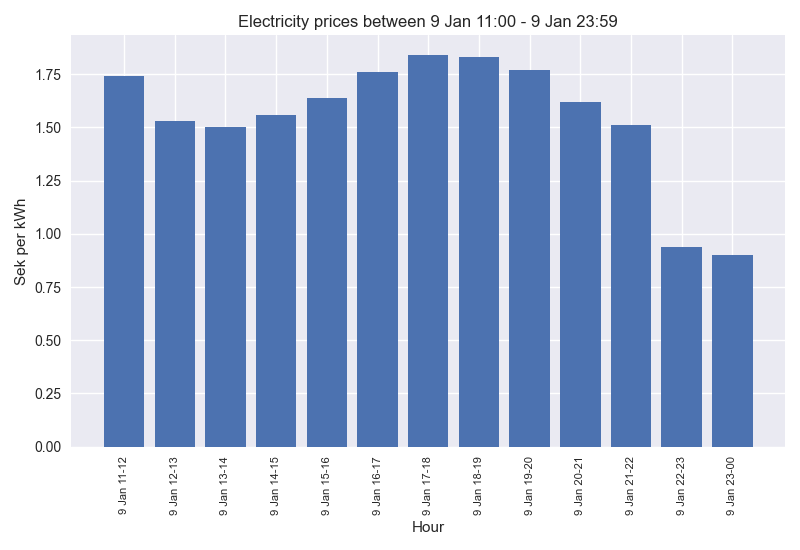 Electricity prices between 9 Jan 11:00 - 9 Jan 23:59
Sek per kWh
1.75
1.50
1.25
1.00
0.75
0.50
0.25
0.00
9 Jan 11-12
9 Jan 12-13
9 Jan 13-14
9 Jan 14-15
9 Jan 15-16
9 Jan 16-17
9 Jan 17-18
9 Jan 18-19
9 Jan 19-20
9 Jan 20-21
9 Jan 21-22
9 Jan 22-23
9 Jan 23-00
Hour